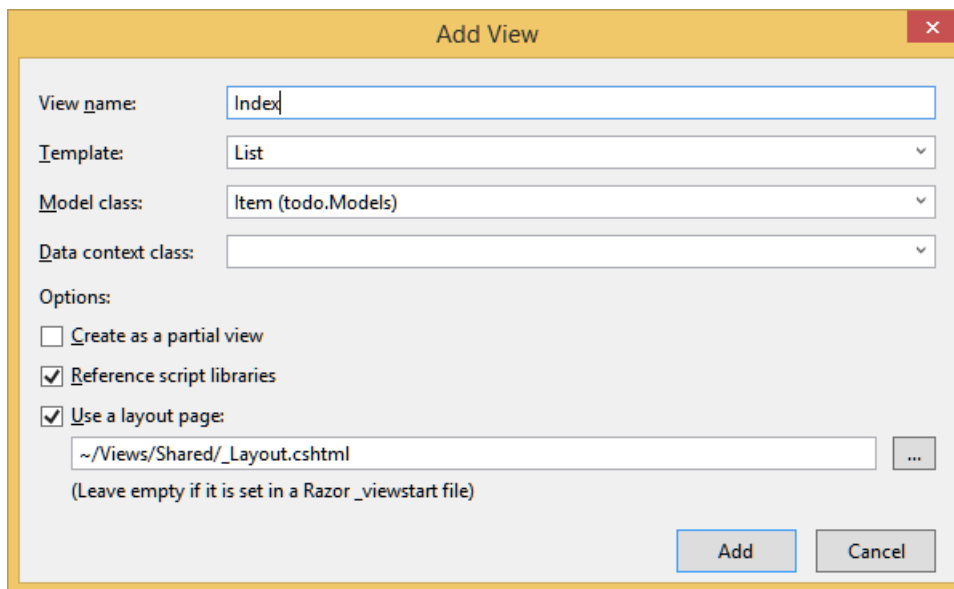 Add View
View name: Index
Template: List
Model class: Item (todo.Models)
Data context class:
Options:
Create as a partial view
Reference script libraries
Use a layout page:
~/Views/Shared/_Layout.cshtml ...
(Leave empty if it is set in a Razor _viewstart file)
Add Cancel